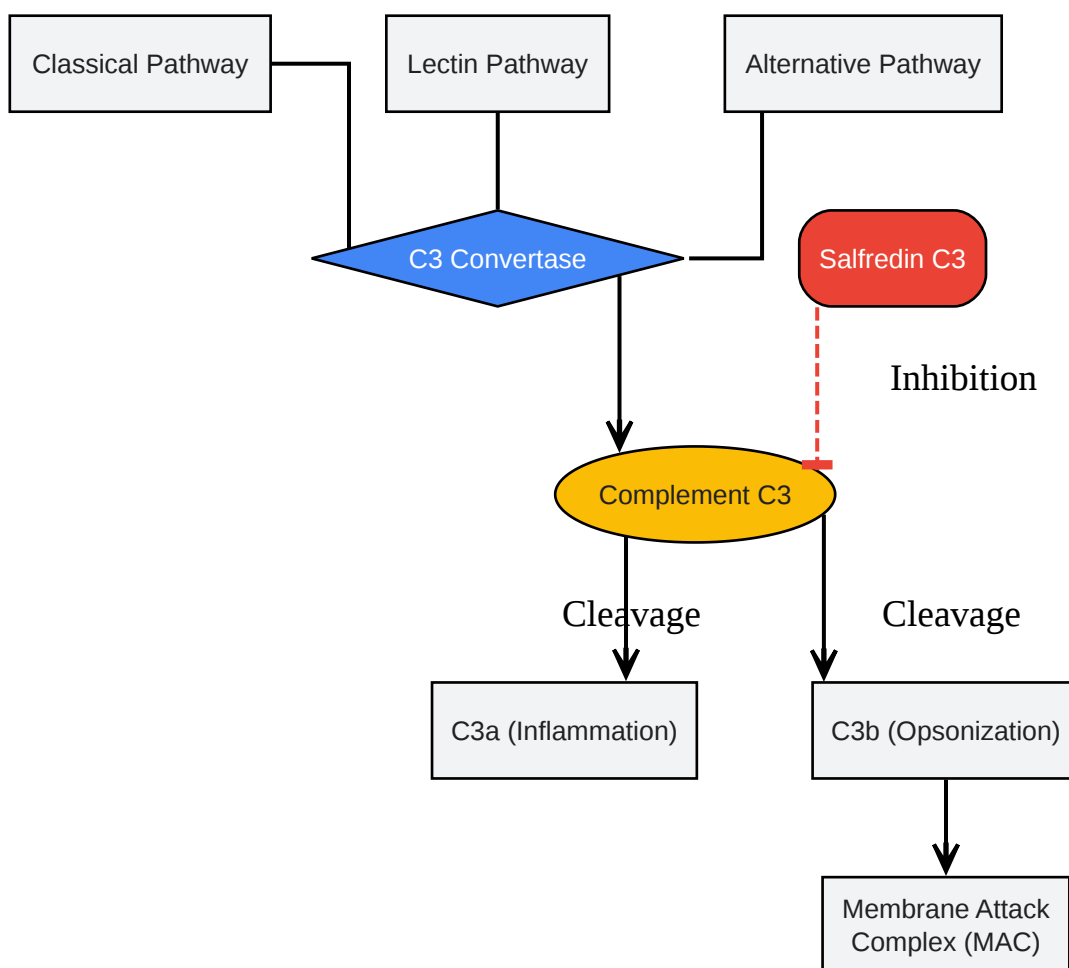 Classical Pathway
Lectin Pathway
Alternative Pathway
C3 Convertase
Salfredin C3
Inhibition
Complement C3
Cleavage
Cleavage
C3a (Inflammation)
C3b (Opsonization)
Membrane Attack
Complex (MAC)